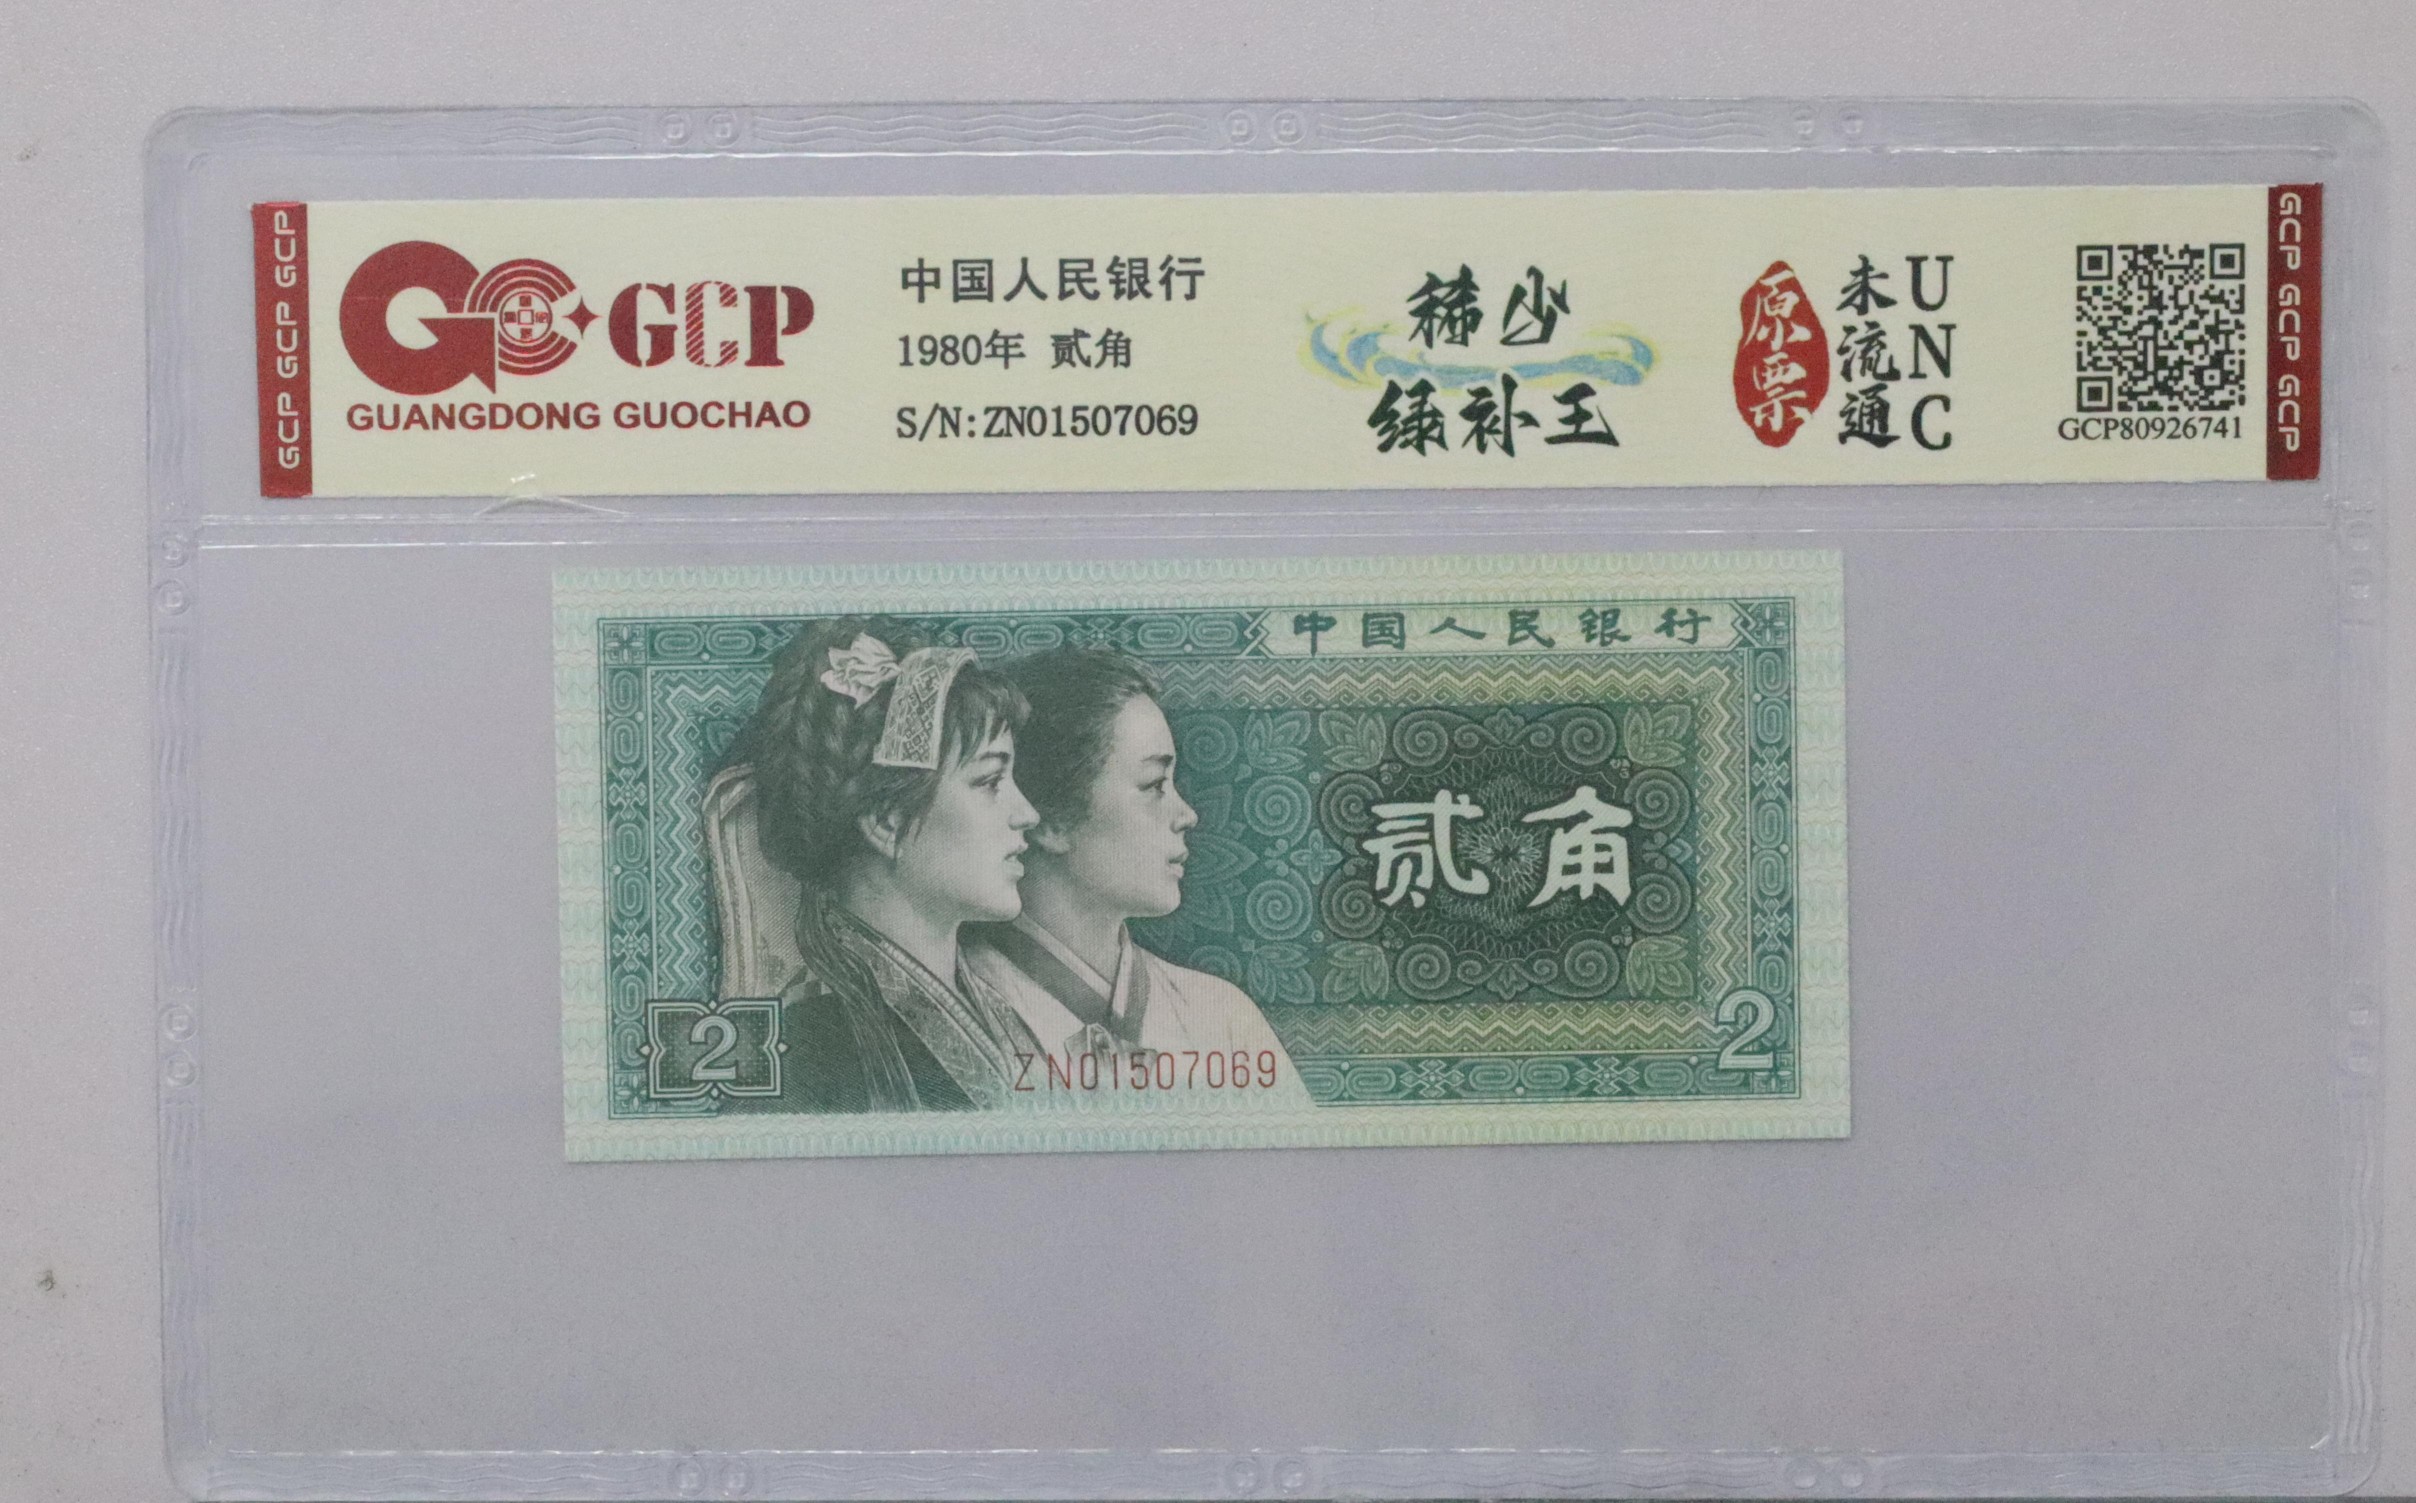 GCP GCP GCP
GCP
GUANGDONG GUOCHAO
中国人民银行
1980年 贰角
S/N:ZN01507069
稀少
绿补王
原票
未流通
UNC
GCP80926741
GCP GCP GCP
中国人民银行
贰角
2
2
ZN01507069